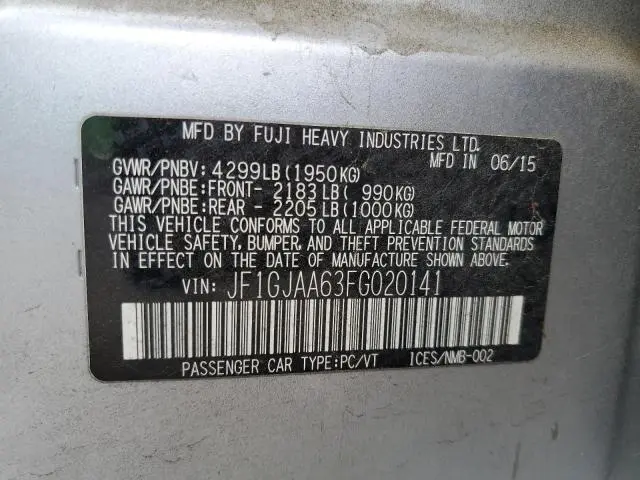 MFD BY FUJI HEAVY INDUSTRIES LTD.
MFD IN 06/15
GVWR/PNBV: 4299LB(1950KG)
GAWR/PNBE:FRONT- 2183LB( 990KG)
GAWR/PNBE:REAR - 2205LB(1000KG)
THIS VEHICLE CONFORMS TO ALL APPLICABLE FEDERAL MOTOR
VEHICLE SAFETY, BUMPER, AND THEFT PREVENTION STANDARDS
IN EFFECT ON THE DATE OF MANUFACTURE SHOWN ABOVE.
VIN: JF1GJAA63FG020141
PASSENGER CAR TYPE:PC/VT 1CES/NMB-002